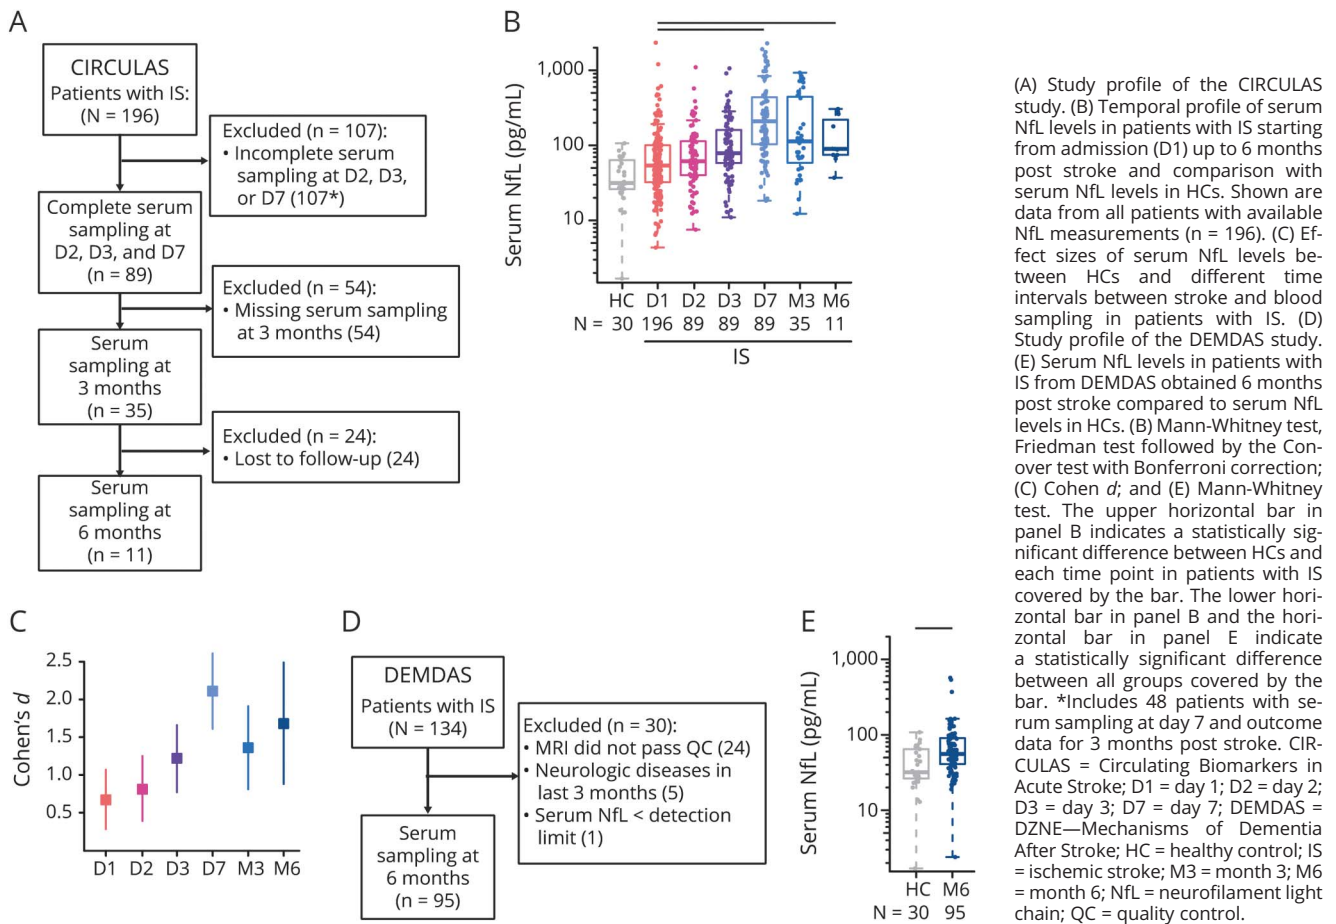 A
CIRCULAS
Patients with IS:
(N = 196)
Excluded (n = 107):
• Incomplete serum
sampling at D2, D3,
or D7 (107*)
Complete serum
sampling at
D2, D3, and D7
(n = 89)
Excluded (n = 54):
• Missing serum sampling
at 3 months (54)
Serum
sampling at
3 months
(n = 35)
Excluded (n = 24):
• Lost to follow-up (24)
Serum
sampling at
6 months
(n = 11)
B
Serum NfL (pg/mL)
1,000
100
10
HC D1 D2 D3 D7 M3 M6
N = 30 196 89 89 89 35 11
IS
(A) Study profile of the CIRCULAS
study. (B) Temporal profile of serum
NfL levels in patients with IS starting
from admission (D1) up to 6 months
post stroke and comparison with
serum NfL levels in HCs. Shown are
data from all patients with available
NfL measurements (n = 196). (C) Ef-
fect sizes of serum NfL levels be-
tween HCs and different time
intervals between stroke and blood
sampling in patients with IS. (D)
Study profile of the DEMDAS study.
(E) Serum NfL levels in patients with
IS from DEMDAS obtained 6 months
post stroke compared to serum NfL
levels in HCs. (B) Mann-Whitney test,
Friedman test followed by the Con-
over test with Bonferroni correction;
(C) Cohen d; and (E) Mann-Whitney
test. The upper horizontal bar in
panel B indicates a statistically sig-
nificant difference between HCs and
each time point in patients with IS
covered by the bar. The lower hori-
zontal bar in panel B and the hori-
zontal bar in panel E indicate
a statistically significant difference
between all groups covered by the
bar. *Includes 48 patients with se-
rum sampling at day 7 and outcome
data for 3 months post stroke. CIR-
CULAS = Circulating Biomarkers in
Acute Stroke; D1 = day 1; D2 = day 2;
D3 = day 3; D7 = day 7; DEMDAS =
DZNE—Mechanisms of Dementia
After Stroke; HC = healthy control; IS
= ischemic stroke; M3 = month 3; M6
= month 6; NfL = neurofilament light
chain; QC = quality control.
C
Cohen's d
2.5
2.0
1.5
1.0
0.5
D1 D2 D3 D7 M3 M6
D
DEMDAS
Patients with IS
(N = 134)
Excluded (n = 30):
• MRI did not pass QC (24)
• Neurologic diseases in
last 3 months (5)
• Serum NfL < detection
limit (1)
Serum
sampling at
6 months
(n = 95)
E
Serum NfL (pg/mL)
1,000
100
10
HC M6
N = 30 95